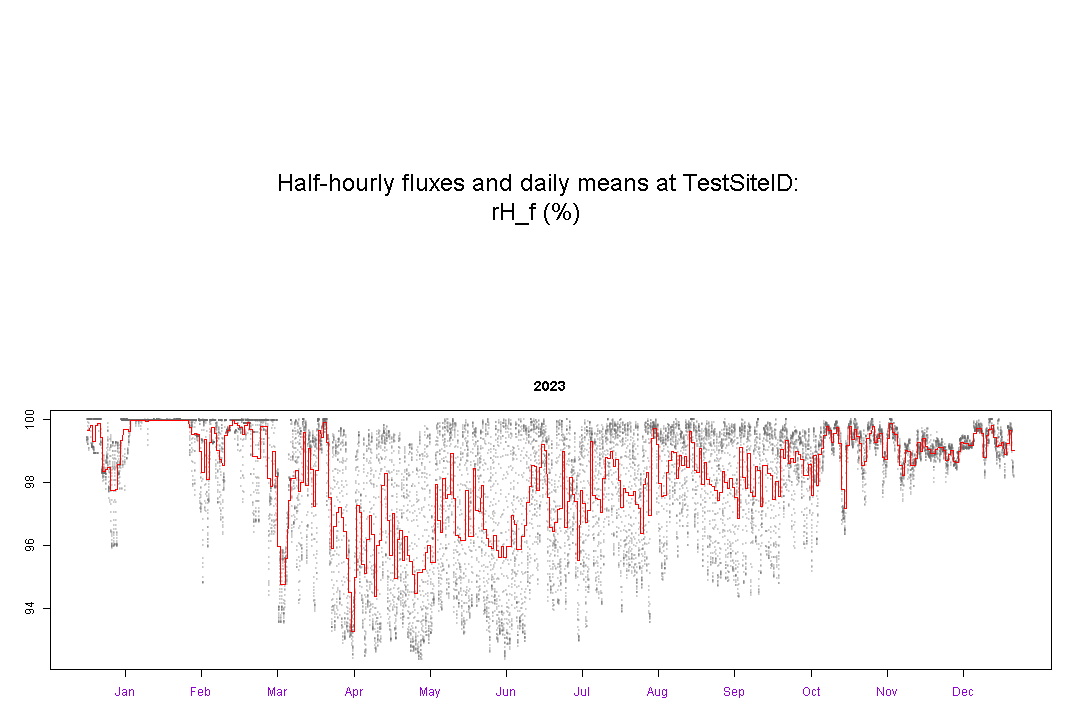 Half-hourly fluxes and daily means at TestSiteID:
rH_f (%)
2023
100
98
96
94
Jan Feb Mar Apr May Jun Jul Aug Sep Oct Nov Dec